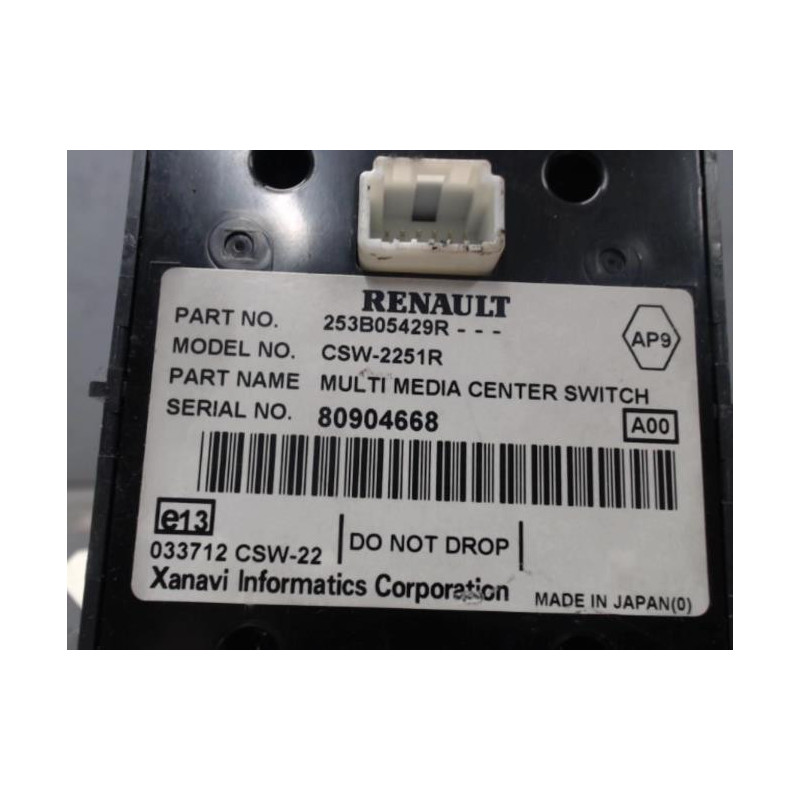 RENAULT
PART NO. 253B05429R - - -
MODEL NO. CSW-2251R
AP9
PART NAME MULTI MEDIA CENTER SWITCH
SERIAL NO. 80904668
A00
e13
033712 CSW-22
DO NOT DROP
Xanavi Informatics Corporation
MADE IN JAPAN(0)